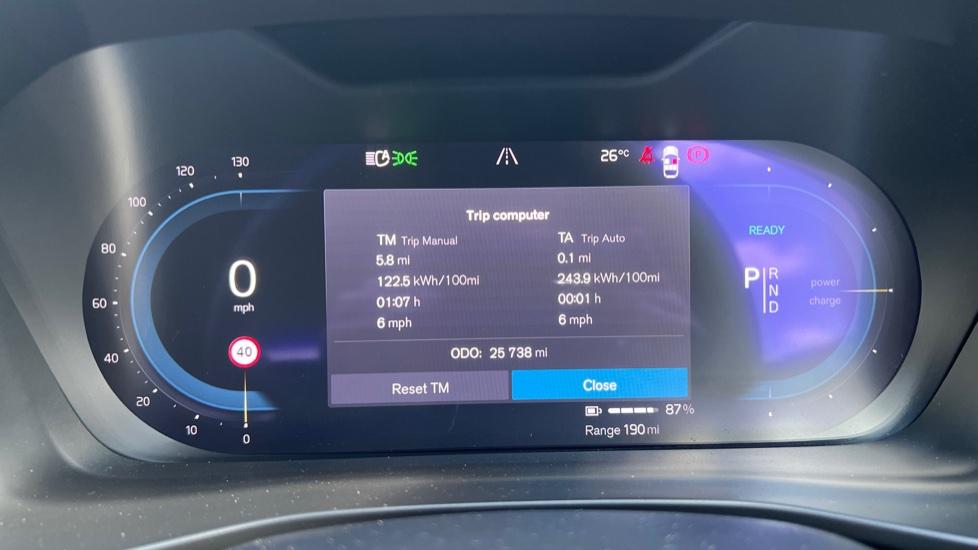 26°C
130
120
100
80
60
40
20
10
0
0
mph
40
Trip computer
TM Trip Manual
5.8 mi
122.5 kWh/100mi
01:07 h
6 mph
TA Trip Auto
0.1 mi
243.9 kWh/100mi
00:01 h
6 mph
ODO: 25 738 mi
Reset TM
Close
87%
Range 190 mi
READY
P
R
N
D
power
charge
P